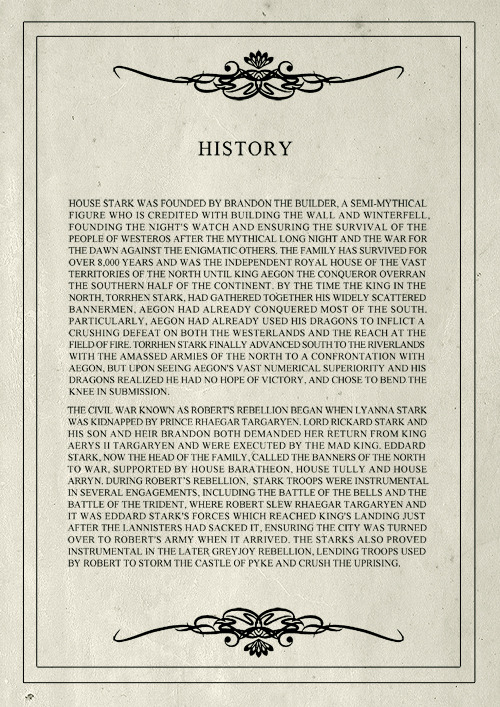 HISTORY
HOUSE STARK WAS FOUNDED BY BRANDON THE BUILDER, A SEMI-MYTHICAL
FIGURE WHO IS CREDITED WITH BUILDING THE WALL AND WINTERFELL,
FOUNDING THE NIGHT'S WATCH AND ENSURING THE SURVIVAL OF THE
PEOPLE OF WESTEROS AFTER THE MYTHICAL LONG NIGHT AND THE WAR FOR
THE DAWN AGAINST THE ENIGMATIC OTHERS. THE FAMILY HAS SURVIVED FOR
OVER 8,000 YEARS AND WAS THE INDEPENDENT ROYAL HOUSE OF THE VAST
TERRITORIES OF THE NORTH UNTIL KING AEGON THE CONQUEROR OVERRAN
THE SOUTHERN HALF OF THE CONTINENT. BY THE TIME THE KING IN THE
NORTH, TORRHEN STARK, HAD GATHERED TOGETHER HIS WIDELY SCATTERED
BANNERMEN, AEGON HAD ALREADY CONQUERED MOST OF THE SOUTH.
PARTICULARLY, AEGON HAD ALREADY USED HIS DRAGONS TO INFLICT A
CRUSHING DEFEAT ON BOTH THE WESTERLANDS AND THE REACH AT THE
FIELD OF FIRE. TORRHEN STARK FINALLY ADVANCED SOUTH TO THE RIVERLANDS
WITH THE AMASSED ARMIES OF THE NORTH TO A CONFRONTATION WITH
AEGON, BUT UPON SEEING AEGON'S VAST NUMERICAL SUPERIORITY AND HIS
DRAGONS REALIZED HE HAD NO HOPE OF VICTORY, AND CHOSE TO BEND THE
KNEE IN SUBMISSION.
THE CIVIL WAR KNOWN AS ROBERT'S REBELLION BEGAN WHEN LYANNA STARK
WAS KIDNAPPED BY PRINCE RHAEGAR TARGARYEN. LORD RICKARD STARK AND
HIS SON AND HEIR BRANDON BOTH DEMANDED HER RETURN FROM KING
AERYS II TARGARYEN AND WERE EXECUTED BY THE MAD KING. EDDARD
STARK, NOW THE HEAD OF THE FAMILY, CALLED THE BANNERS OF THE NORTH
TO WAR, SUPPORTED BY HOUSE BARATHEON, HOUSE TULLY AND HOUSE
ARRYN. DURING ROBERT'S REBELLION, STARK TROOPS WERE INSTRUMENTAL
IN SEVERAL ENGAGEMENTS, INCLUDING THE BATTLE OF THE BELLS AND THE
BATTLE OF THE TRIDENT, WHERE ROBERT SLEW RHAEGAR TARGARYEN AND
IT WAS EDDARD STARK'S FORCES WHICH REACHED KING'S LANDING JUST
AFTER THE LANNISTERS HAD SACKED IT, ENSURING THE CITY WAS TURNED
OVER TO ROBERT'S ARMY WHEN IT ARRIVED. THE STARKS ALSO PROVED
INSTRUMENTAL IN THE LATER GREYJOY REBELLION, LENDING TROOPS USED
BY ROBERT TO STORM THE CASTLE OF PYKE AND CRUSH THE UPRISING.